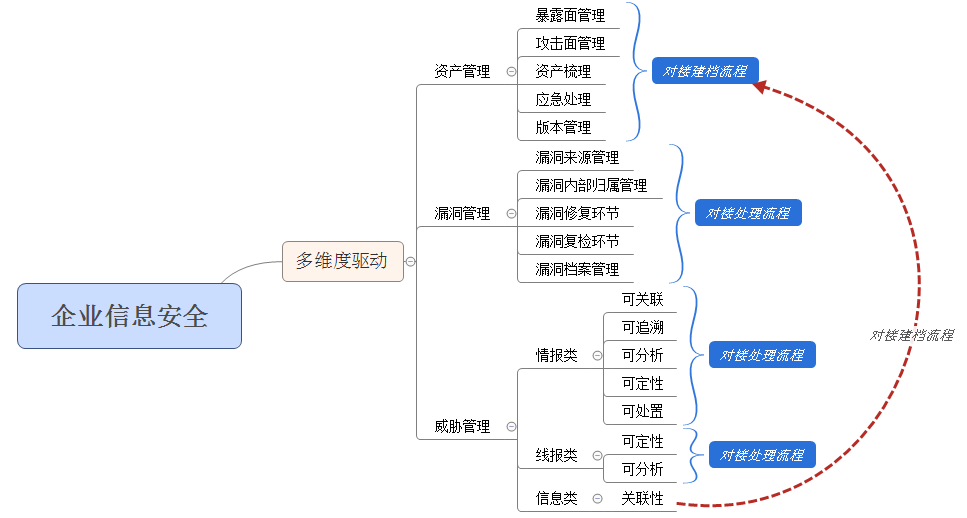 企业信息安全
多维度驱动
资产管理
暴露面管理
攻击面管理
资产梳理
应急处理
版本管理
对接建档流程
漏洞管理
漏洞来源管理
漏洞内部归属管理
漏洞修复环节
漏洞复检环节
漏洞档案管理
对接处理流程
威胁管理
情报类
可关联
可追溯
可分析
可定性
可处置
对接处理流程
线报类
可定性
可分析
对接处理流程
信息类
关联性
对接建档流程